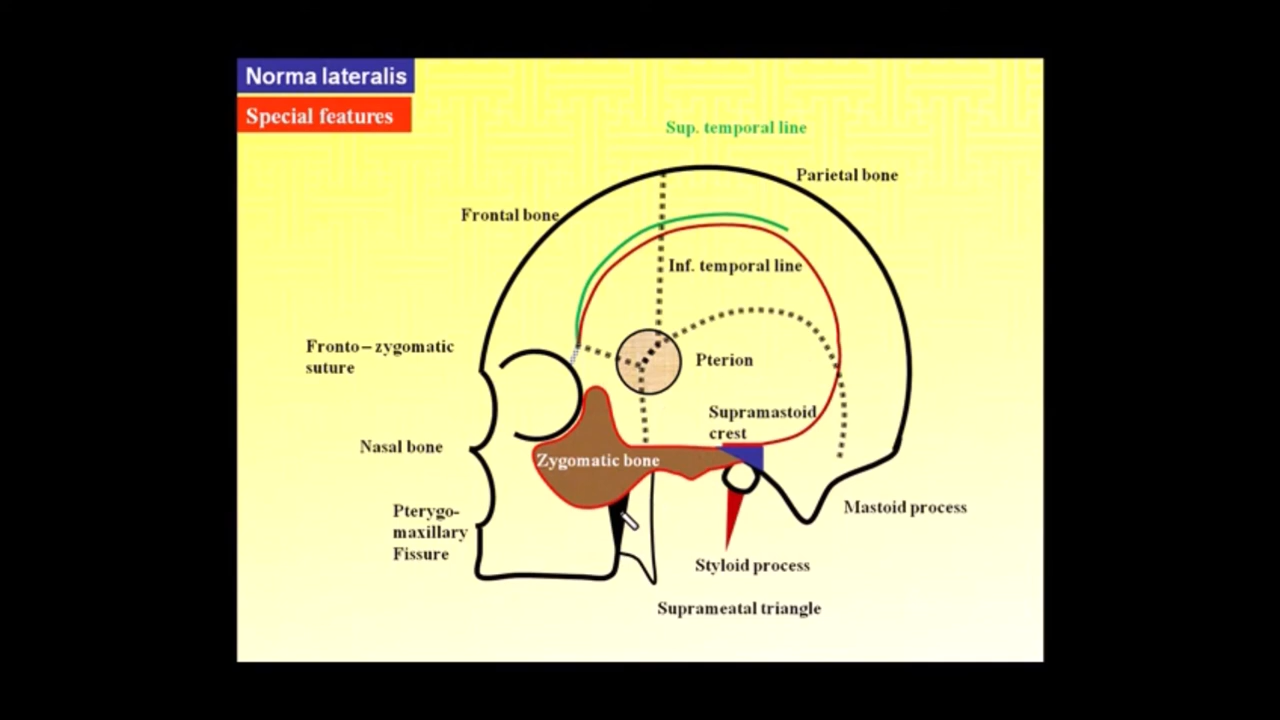 Norma lateralis
Special features
Sup. temporal line
Parietal bone
Frontal bone
Inf. temporal line
Fronto – zygomatic
suture
Pterion
Supramastoid
crest
Nasal bone
Zygomatic bone
Pterygo-
maxillary
Fissure
Mastoid process
Styloid process
Suprameatal triangle